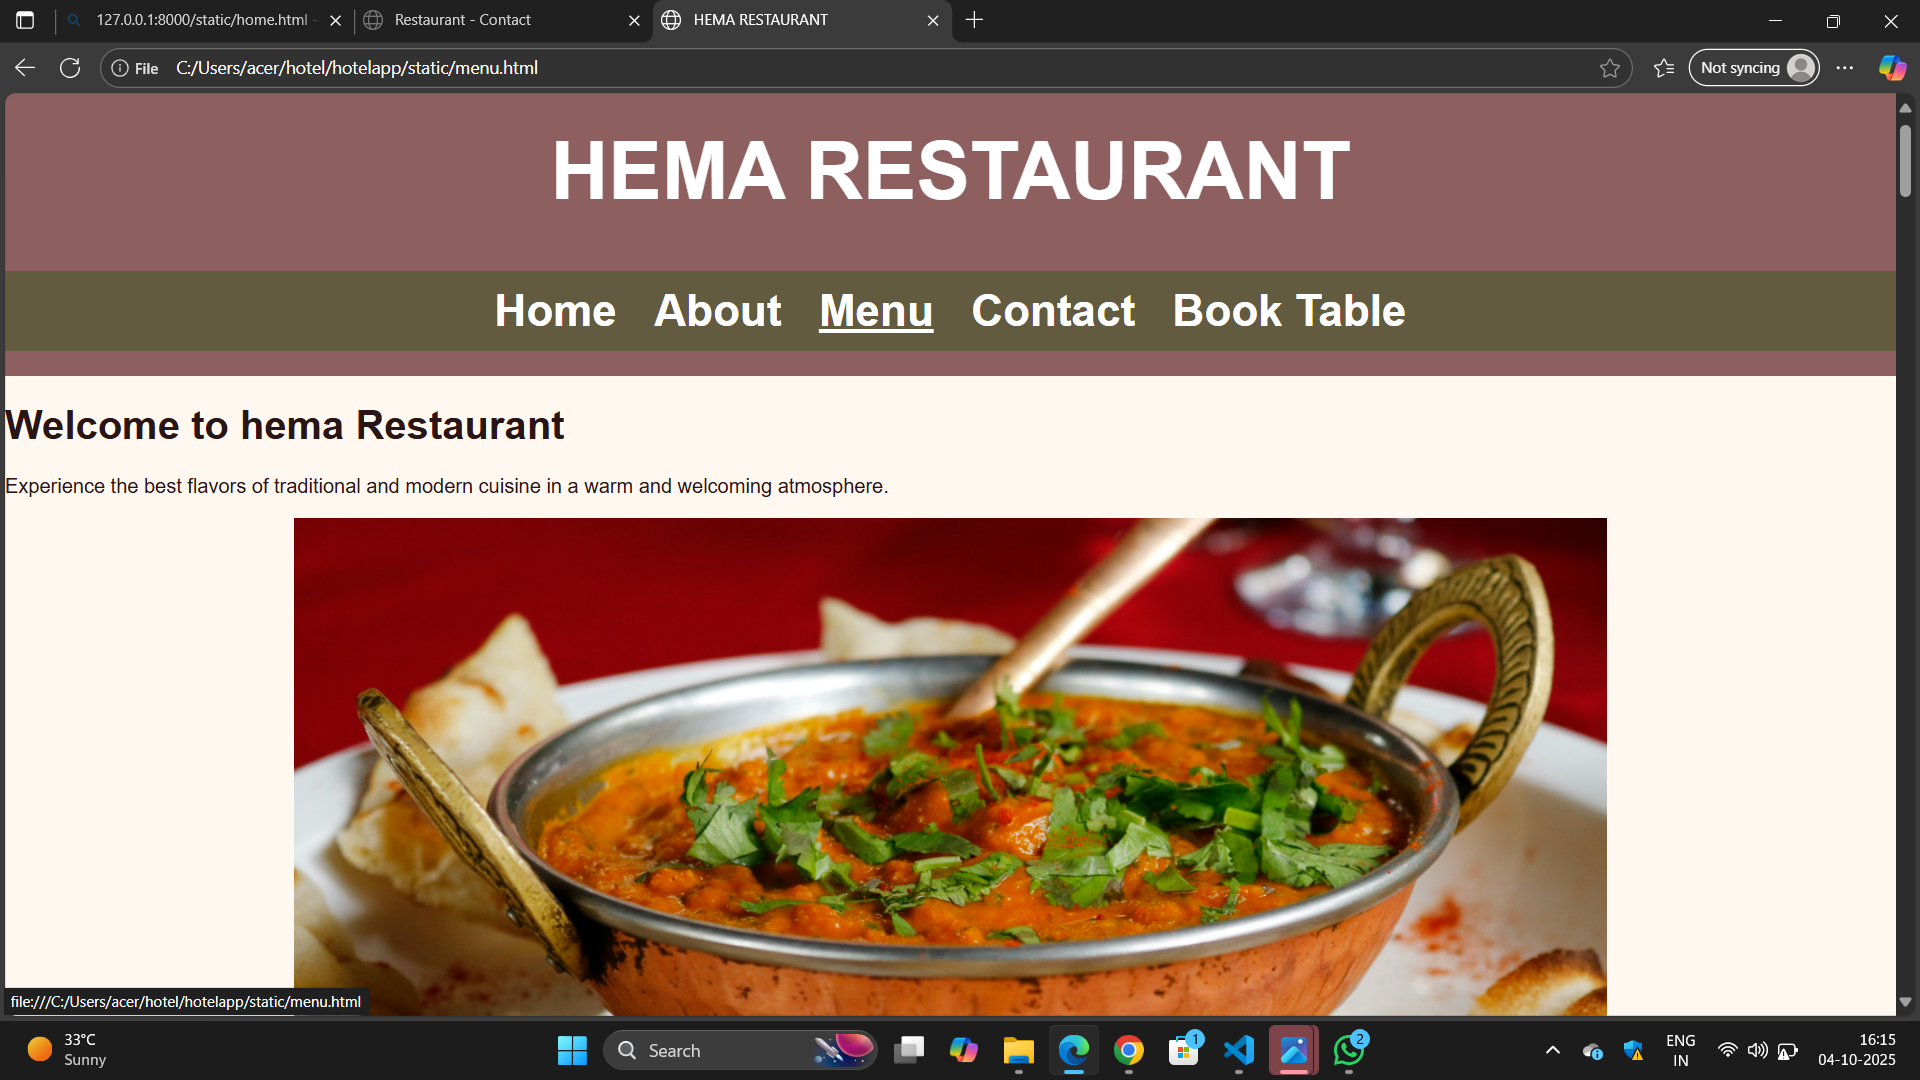 127.0.0.1:8000/static/home.html -
Restaurant - Contact
HEMA RESTAURANT
File C:/Users/acer/hotel/hotelapp/static/menu.html
Not syncing
HEMA RESTAURANT
Home About Menu Contact Book Table
Welcome to hema Restaurant
Experience the best flavors of traditional and modern cuisine in a warm and welcoming atmosphere.
file:///C:/Users/acer/hotel/hotelapp/static/menu.html
33°C
Sunny
Search
1
2
ENG
IN
16:15
04-10-2025